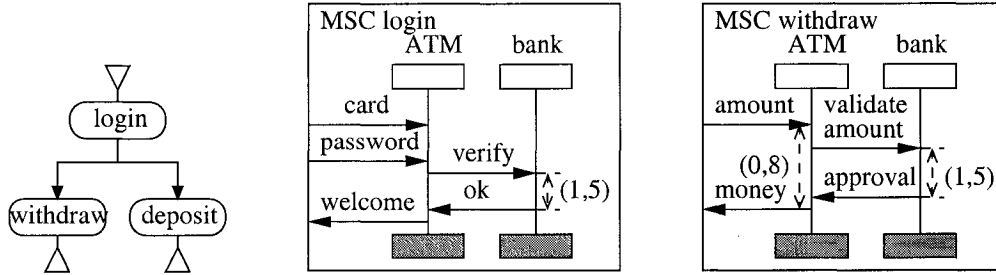 login
withdraw deposit
MSC login
ATM bank
card
password
verify
ok
(1,5)
welcome
MSC withdraw
ATM bank
amount
validate
amount
(0,8)
approval
(1,5)
money